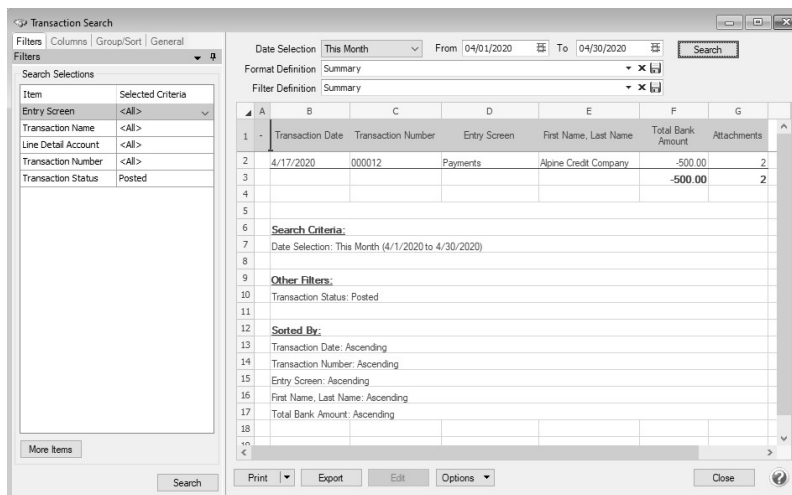 Transaction Search
Filters Columns Group/Sort General
Filters
Search Selections
Item Selected Criteria
Entry Screen <All>
Transaction Name <All>
Line Detail Account <All>
Transaction Number <All>
Transaction Status Posted
More Items
Search
Date Selection This Month From 04/01/2020 To 04/30/2020 Search
Format Definition Summary
Filter Definition Summary
A B C D E F G
1 - Transaction Date Transaction Number Entry Screen First Name, Last Name Total Bank Amount Attachments
2 4/17/2020 000012 Payments Alpine Credit Company -500.00 2
3 -500.00 2
4
5
6 Search Criteria:
7 Date Selection: This Month (4/1/2020 to 4/30/2020)
8
9 Other Filters:
10 Transaction Status: Posted
11
12 Sorted By:
13 Transaction Date: Ascending
14 Transaction Number: Ascending
15 Entry Screen: Ascending
16 First Name, Last Name: Ascending
17 Total Bank Amount: Ascending
18
19
Print Export Edit Options Close